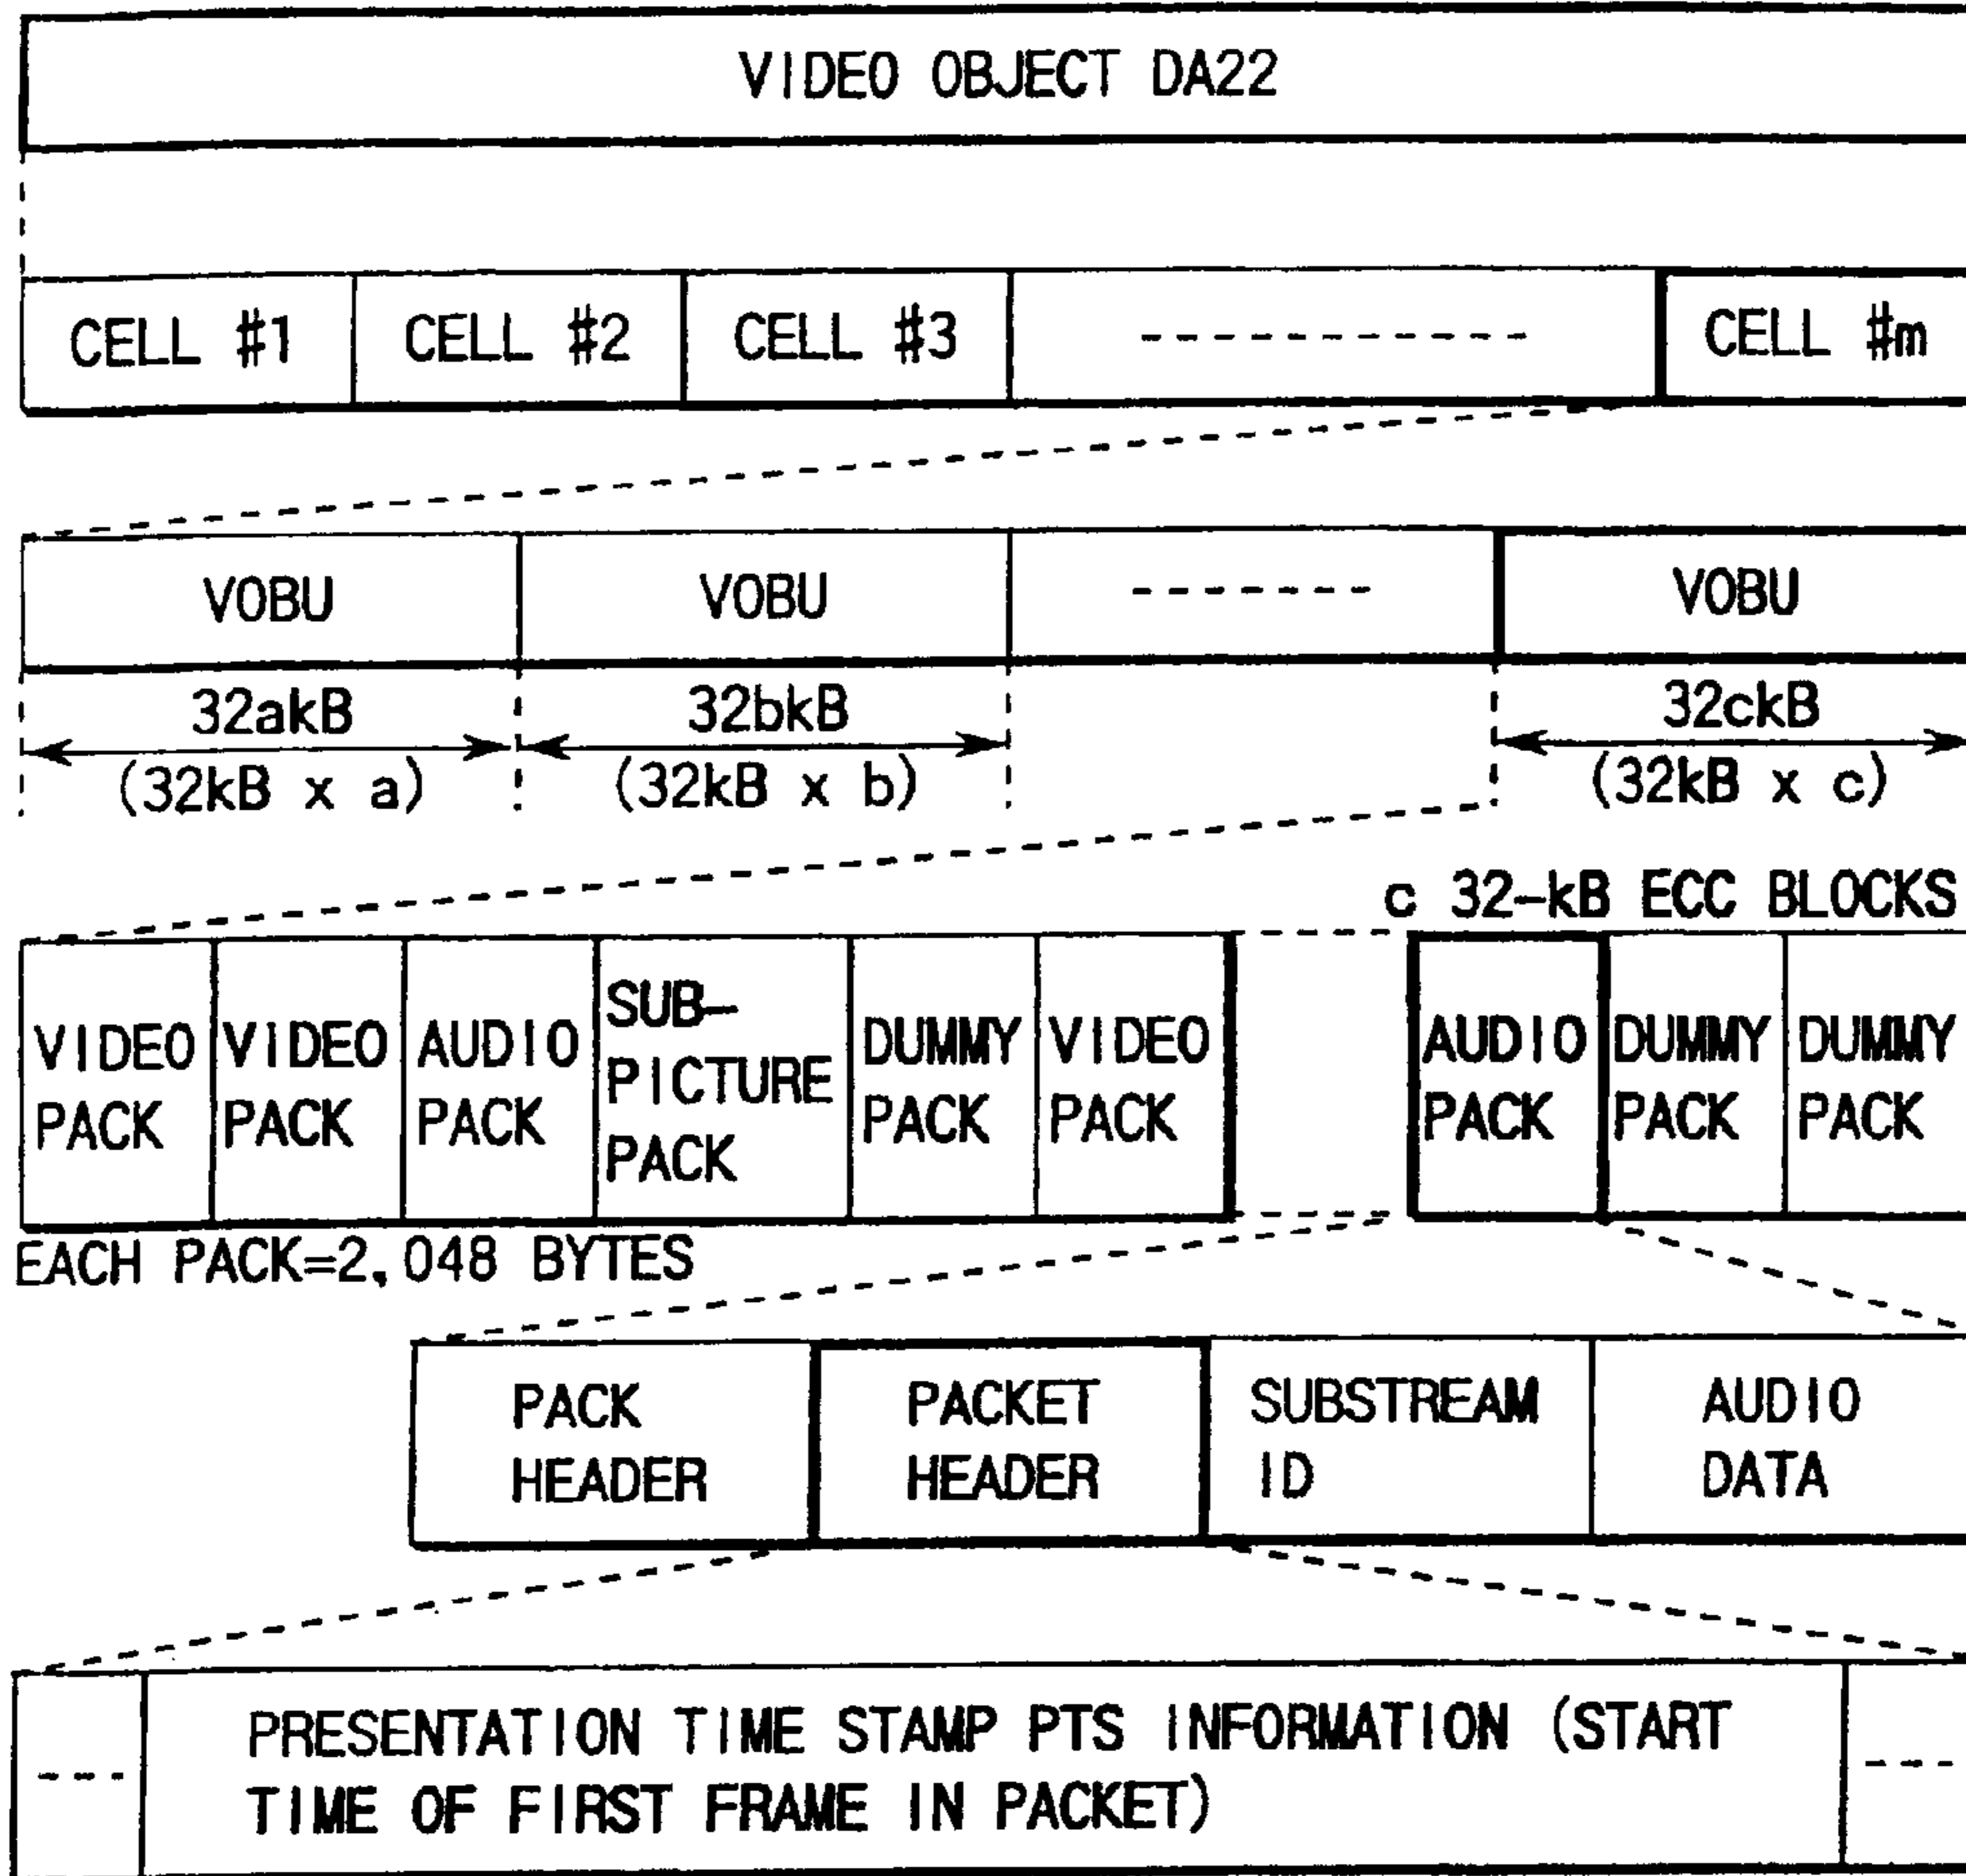 VIDEO OBJECT DA22
CELL #1
CELL #2
CELL #3
CELL #m
VOBU
VOBU
VOBU
32akB
(32kB x a)
32bkB
(32kB x b)
32ckB
(32kB x c)
c 32-kB ECC BLOCKS
VIDEO
PACK
VIDEO
PACK
AUDIO
PACK
SUB-
PICTURE
PACK
DUMMY
PACK
VIDEO
PACK
AUDIO
PACK
DUMMY
PACK
DUMMY
PACK
EACH PACK=2,048 BYTES
PACK
HEADER
PACKET
HEADER
SUBSTREAM
ID
AUDIO
DATA
PRESENTATION TIME STAMP PTS INFORMATION (START
TIME OF FIRST FRAME IN PACKET)